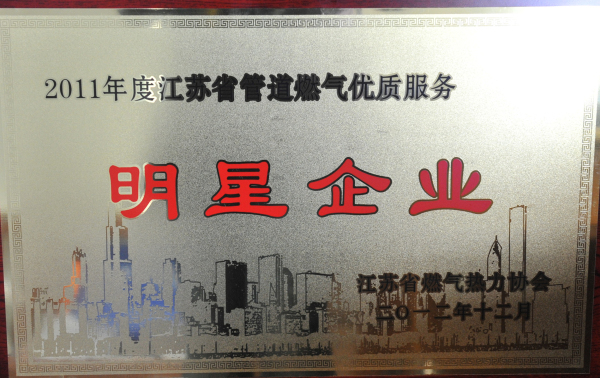 2011年度江苏省管道燃气优质服务
明星企业
江苏省燃气热力协会
二〇一二年十二月